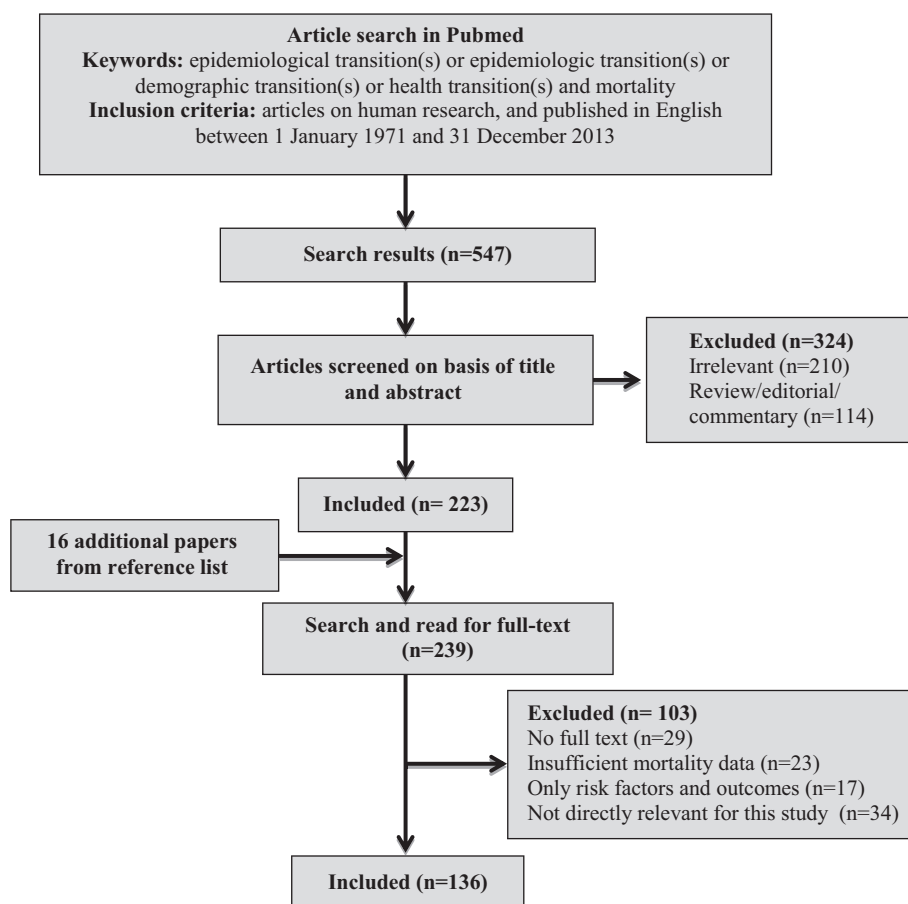 Article search in Pubmed
Keywords: epidemiological transition(s) or epidemiologic transition(s) or
demographic transition(s) or health transition(s) and mortality
Inclusion criteria: articles on human research, and published in English
between 1 January 1971 and 31 December 2013
Search results (n=547)
Articles screened on basis of title
and abstract
Excluded (n=324)
Irrelevant (n=210)
Review/editorial/
commentary (n=114)
Included (n= 223)
16 additional papers
from reference list
Search and read for full-text
(n=239)
Excluded (n= 103)
No full text (n=29)
Insufficient mortality data (n=23)
Only risk factors and outcomes (n=17)
Not directly relevant for this study (n=34)
Included (n=136)